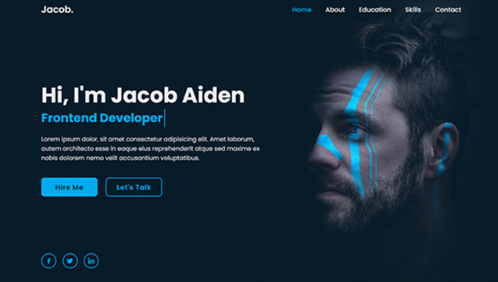 Jacob.
Home About Education Skills Contact
Hi, I'm Jacob Aiden
Frontend Developer
Lorem ipsum dolor, sit amet consectetur adipisicing elit. Amet laborum,
autem architecto esse in eaque eius reprehenderit atque sed maxime ex
nobis dolorem nemo velit accusantium voluptatibus.
Hire Me Let's Talk